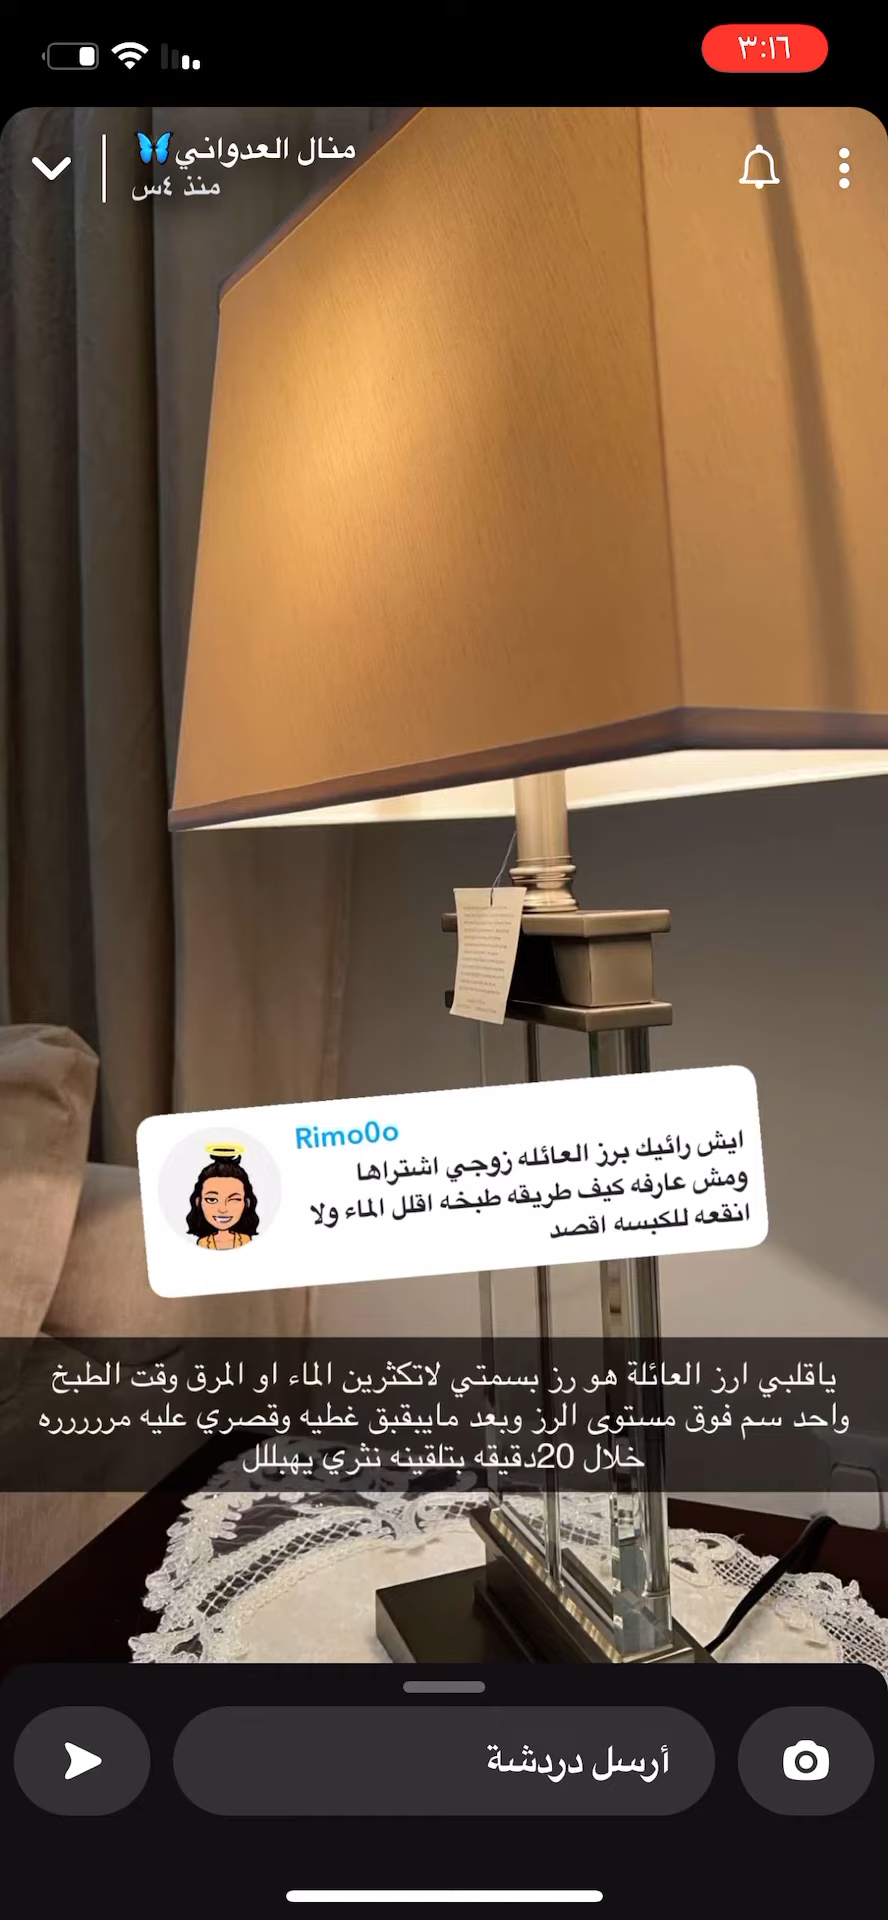 ٣:١٦
منال العدواني🦋
منذ ٤س
Rimo0o
ايش رائيك برز العائله زوجي اشتراها
ومش عارفه كيف طريقه طبخه اقلل الماء ولا
انقعه للكبسه اقصد
ياقلبي ارز العائلة هو رز بسمتي لاتكثرين الماء او المرق وقت الطبخ
واحد سم فوق مستوى الرز وبعد مايبقبق غطيه وقصري عليه مررررره
خلال 20دقيقه بتلقينه نثري يهبللل
أرسل دردشة